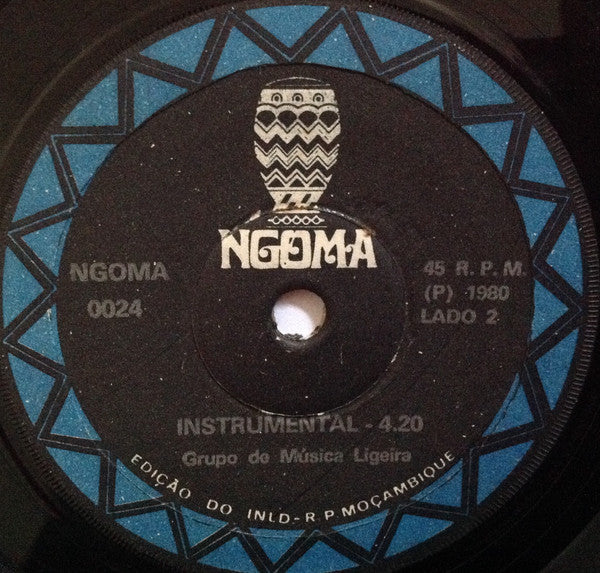 NGOMA
NGOMA
0024
45 R. P. M.
(P) 1980
LADO 2
INSTRUMENTAL - 4.20
Grupo de Música Ligeira
EDIÇÃO DO INLD-R.P.MOÇAMBIQUE